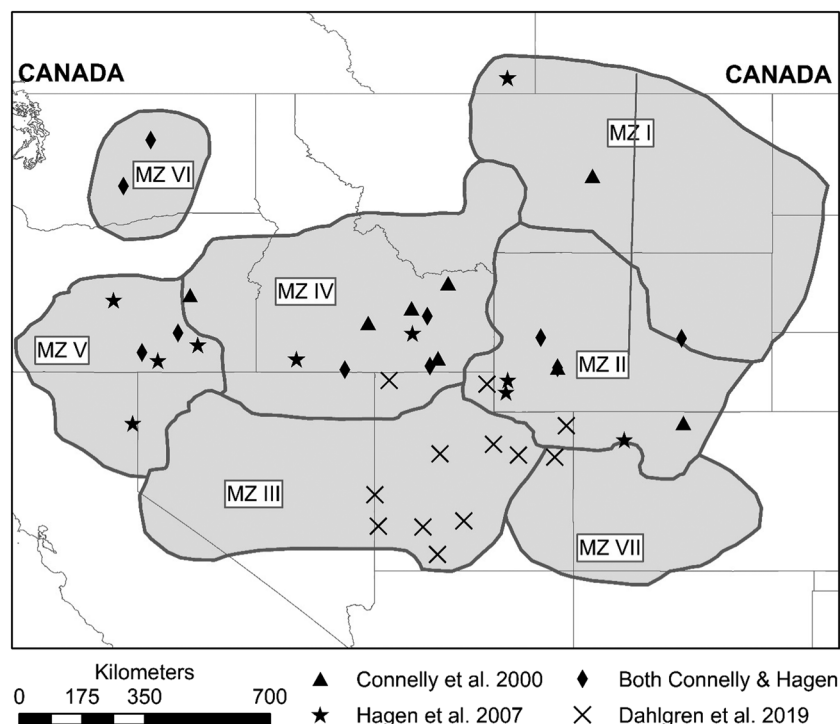 CANADA
CANADA
MZ I
MZ VI
MZ IV
MZ V
MZ II
MZ III
MZ VII
Kilometers
0 175 350 700
Connelly et al. 2000
Both Connelly & Hagen
Hagen et al. 2007
Dahlgren et al. 2019